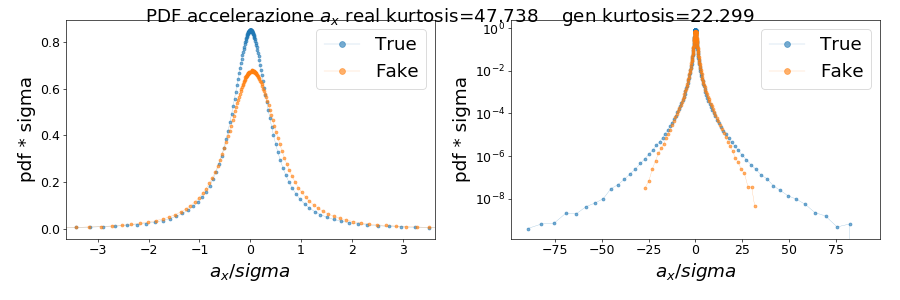 PDF accelerazione a_x real kurtosis=47.738 gen kurtosis=22.299
True
Fake
pdf * sigma
0.8
0.6
0.4
0.2
0.0
−3
−2
−1
0
1
2
3
a_x/sigma
True
Fake
pdf * sigma
10^0
10^−2
10^−4
10^−6
10^−8
−75
−50
−25
0
25
50
75
a_x/sigma